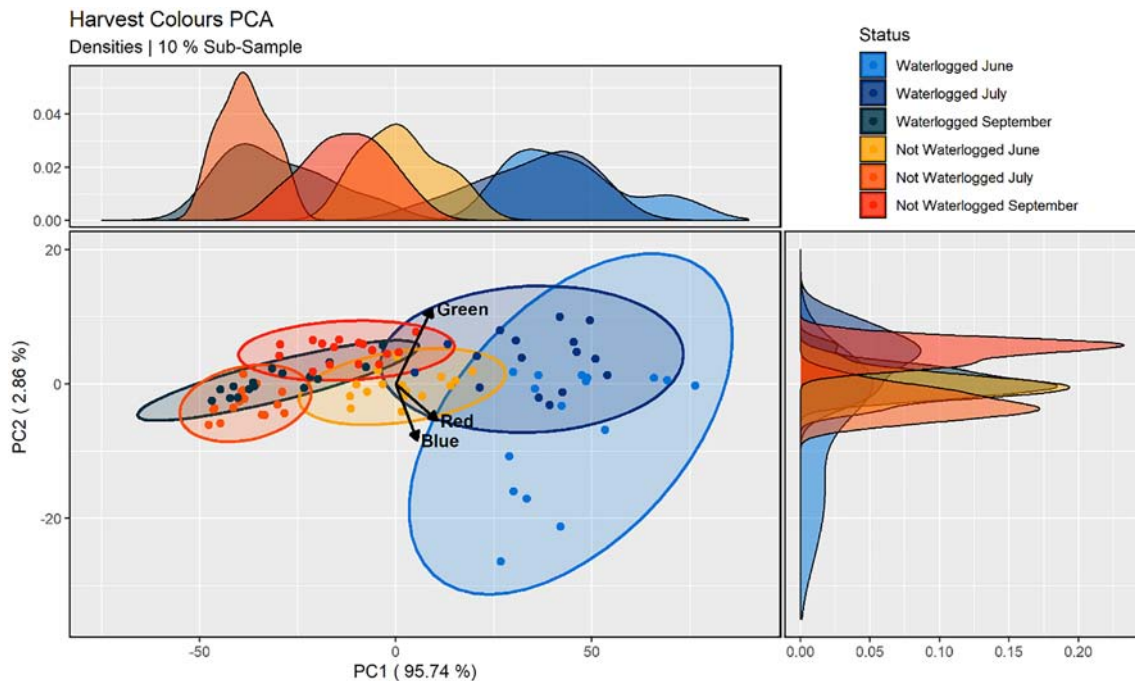 Harvest Colours PCA
Densities | 10 % Sub-Sample
Status
Waterlogged June
Waterlogged July
Waterlogged September
Not Waterlogged June
Not Waterlogged July
Not Waterlogged September
0.04
0.02
0.00
20
0
-20
PC2 ( 2.86 %)
Green
Red
Blue
-50
0
50
PC1 ( 95.74 %)
0.00
0.05
0.10
0.15
0.20